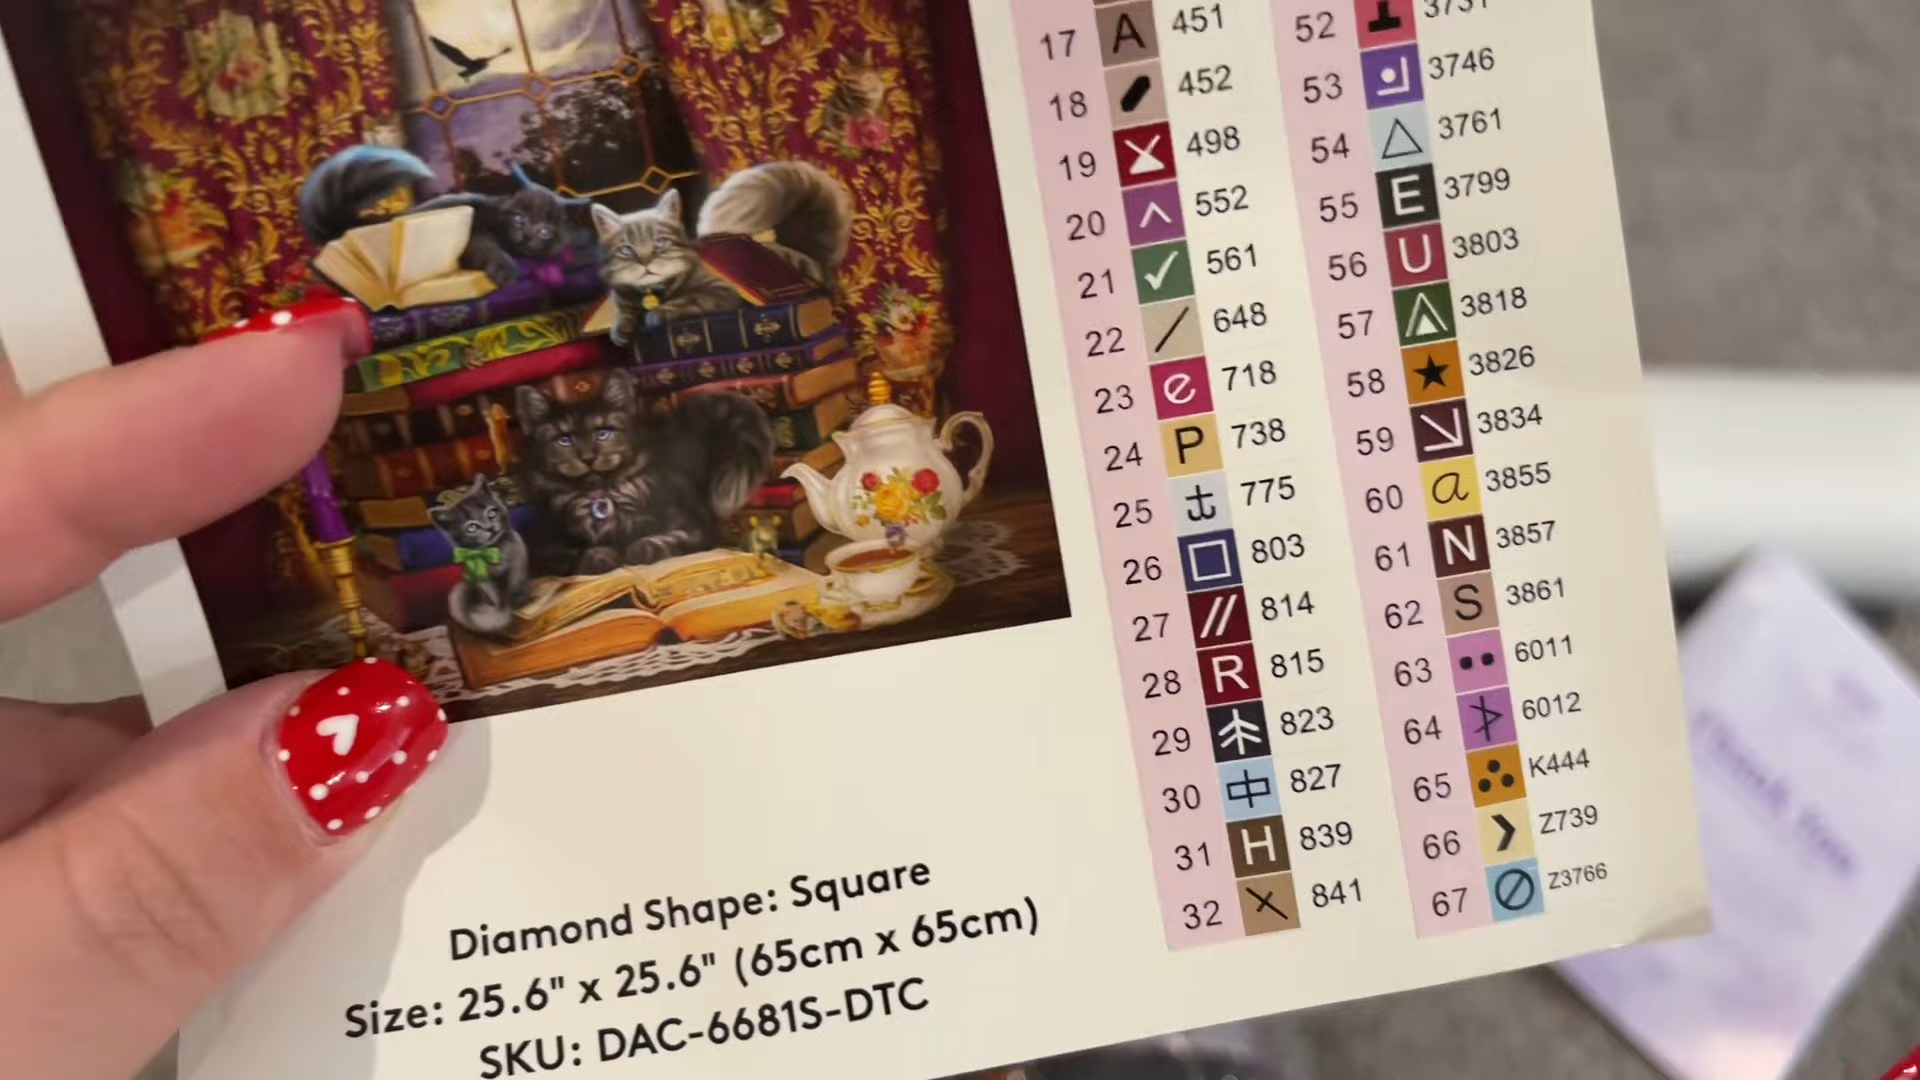 17 A 451
18 452
19 498
20 552
21 561
22 648
23 e 718
24 P 738
25 775
26 803
27 // 814
28 R 815
29 823
30 827
31 H 839
32 841
52
53 3746
54 3761
55 E 3799
56 U 3803
57 3818
58 3826
59 3834
60 a 3855
61 N 3857
62 S 3861
63 6011
64 6012
65 K444
66 Z739
67 Z3766
Diamond Shape: Square
Size: 25.6" x 25.6" (65cm x 65cm)
SKU: DAC-6681S-DTC